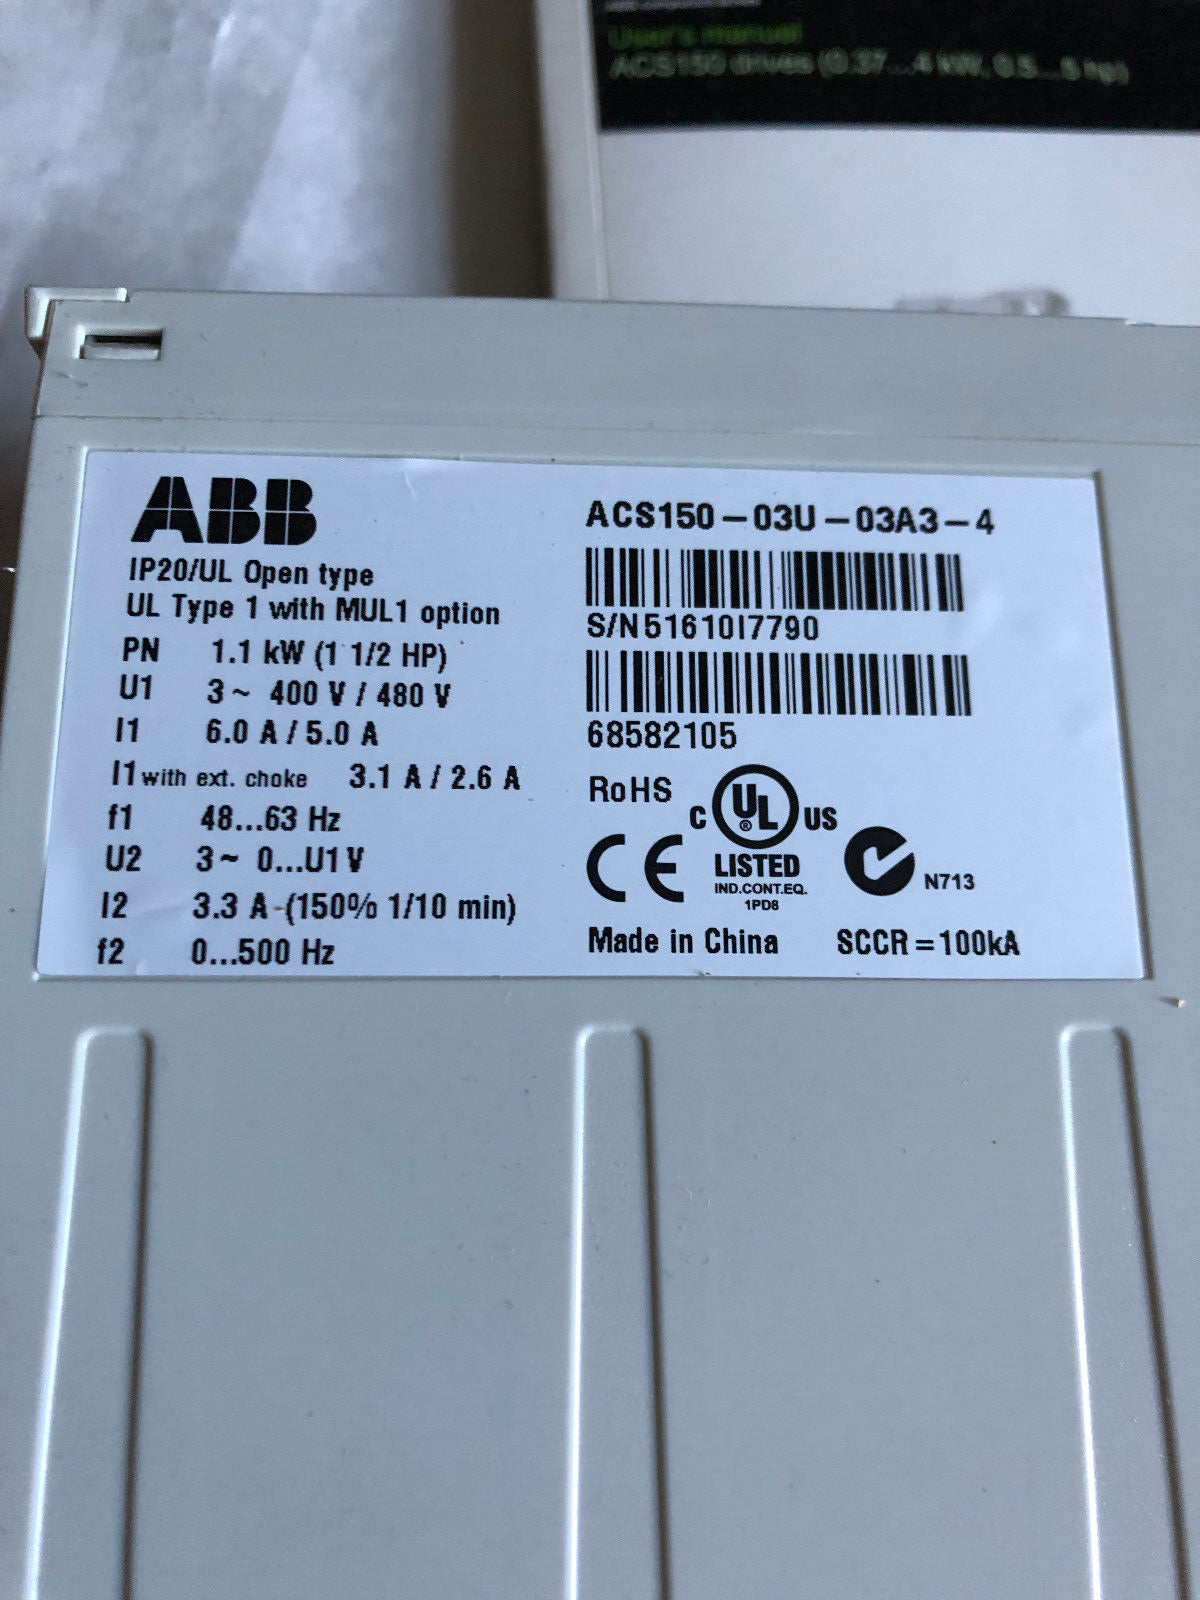 User's manual
ACS150 drives (0.37...4 kW, 0.5...5 hp)
ABB
IP20/UL Open type
UL Type 1 with MUL1 option
PN 1.1 kW (1 1/2 HP)
U1 3~ 400 V / 480 V
I1 6.0 A / 5.0 A
I1 with ext. choke 3.1 A / 2.6 A
f1 48...63 Hz
U2 3~ 0...U1 V
I2 3.3 A (150% 1/10 min)
f2 0...500 Hz
ACS150-03U-03A3-4
S/N 51610I7790
68582105
RoHS
C UL ® US
LISTED
IND.CONT.EQ.
1PD8
CE
N713
Made in China SCCR = 100kA